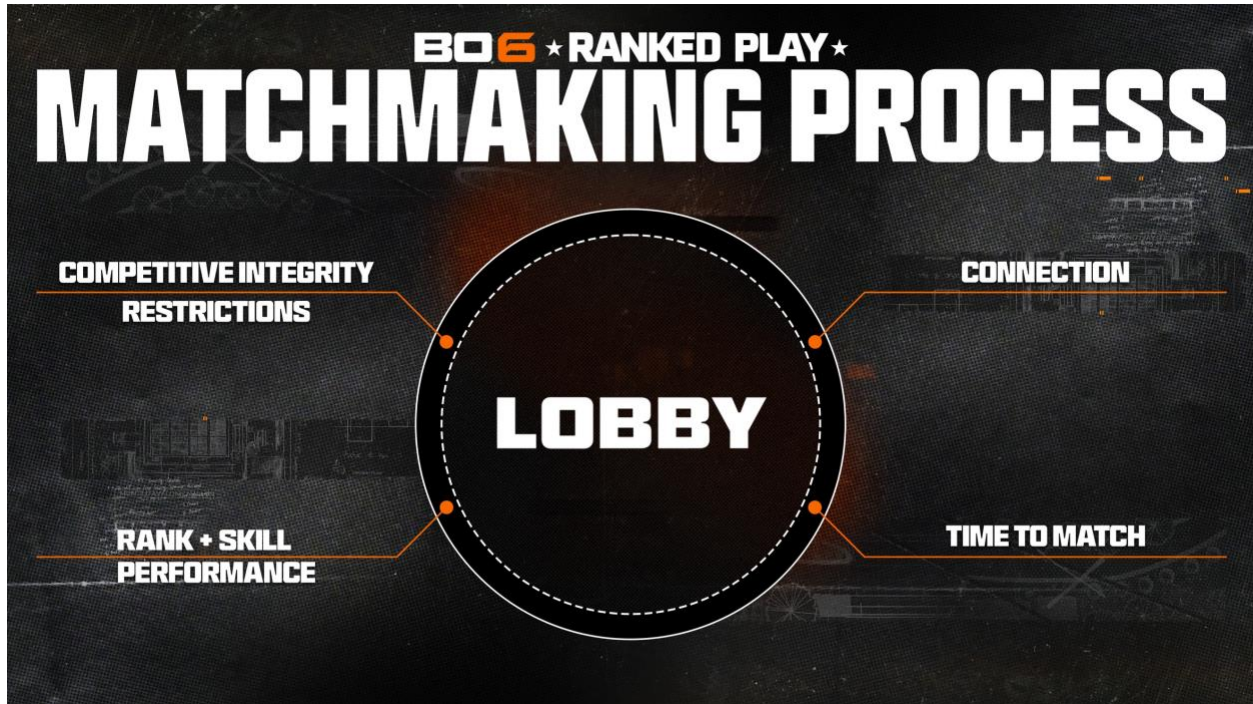 BO6 ★ RANKED PLAY ★
MATCHMAKING PROCESS
COMPETITIVE INTEGRITY
RESTRICTIONS
CONNECTION
LOBBY
RANK + SKILL
PERFORMANCE
TIME TO MATCH